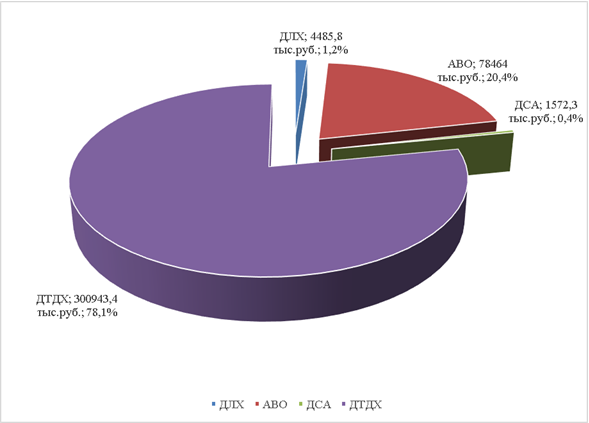 ДЛХ; 4485,8
тыс.руб.; 1,2%
АВО; 78464
тыс.руб.; 20,4%
ДСА; 1572,3
тыс.руб.; 0,4%
ДТДХ; 300943,4
тыс.руб.; 78,1%
ДЛХ АВО ДСА ДТДХ